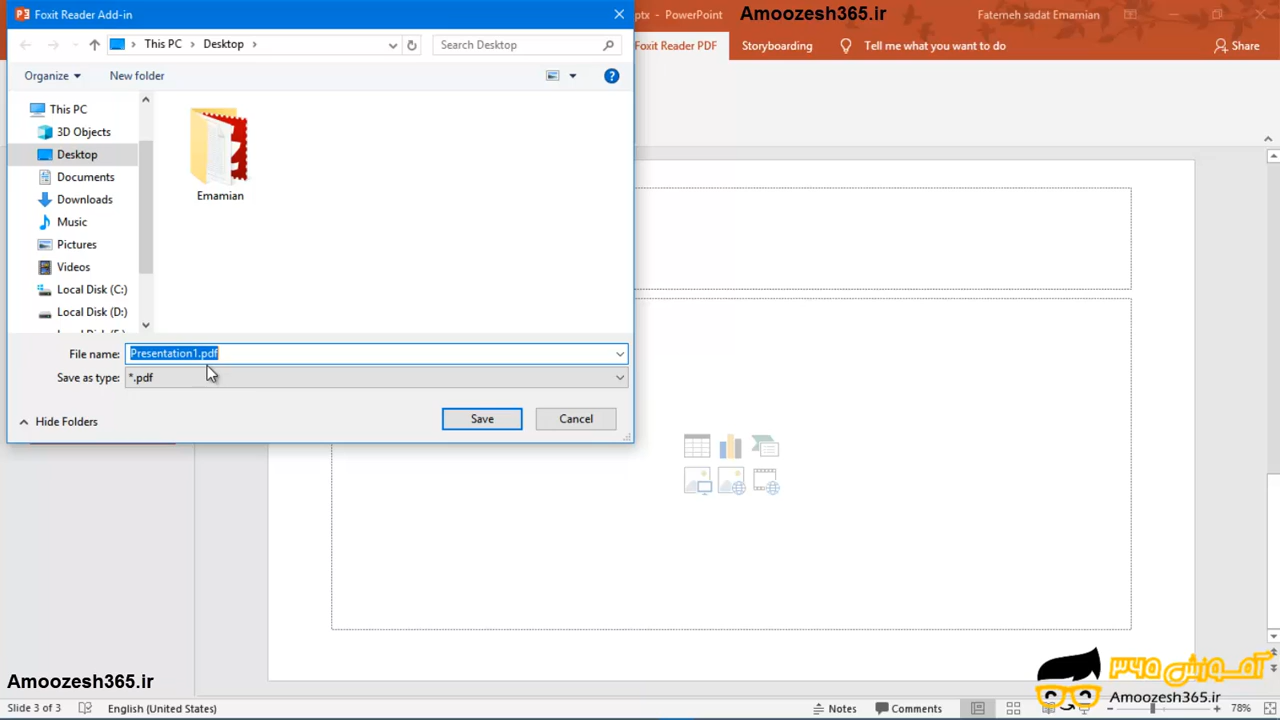 Foxit Reader Add-in
ptx - PowerPoint
Amoozesh365.ir
Fatemeh sadat Emamian
This PC
Desktop
Search Desktop
Foxit Reader PDF
Storyboarding
Tell me what you want to do
Share
Organize
New folder
This PC
3D Objects
Desktop
Documents
Downloads
Music
Pictures
Videos
Local Disk (C:)
Local Disk (D:)
Emamian
File name:
Presentation1.pdf
Save as type:
*.pdf
Hide Folders
Save
Cancel
آمـوزش ۳۶۵
Amoozesh365.ir
Amoozesh365.ir
Slide 3 of 3
English (United States)
Notes
Comments
78%